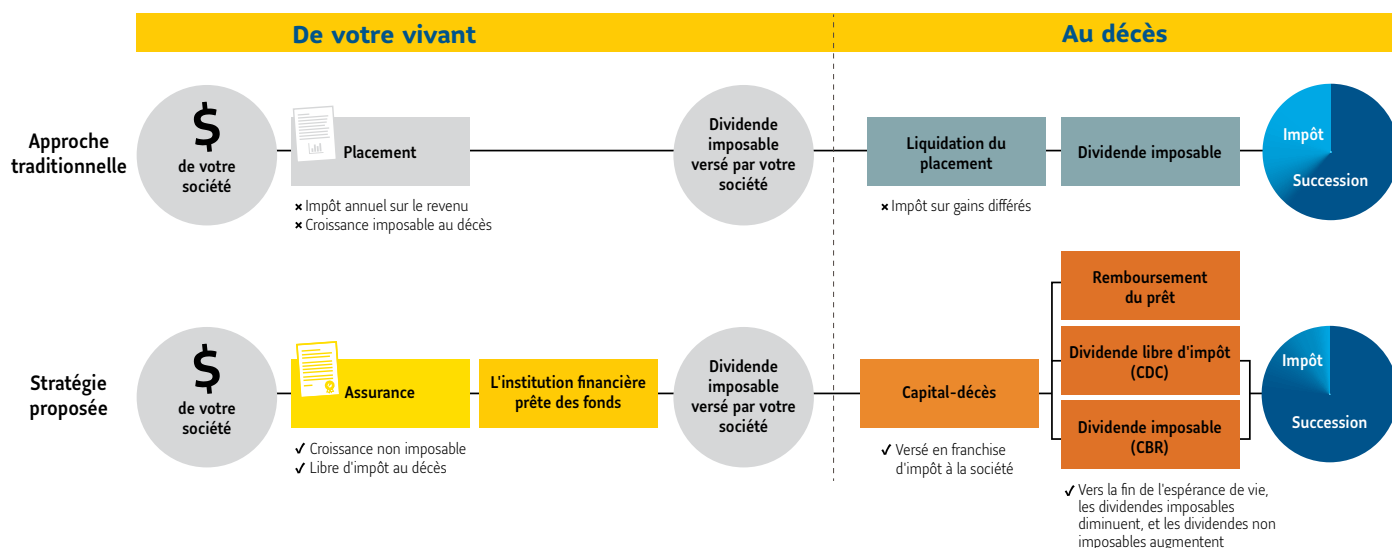 De votre vivant
Au décès
Approche
traditionnelle
$
de votre
société
Placement
× Impôt annuel sur le revenu
× Croissance imposable au décès
Dividende
imposable
versé par votre
société
Liquidation du
placement
× Impôt sur gains différés
Dividende imposable
Impôt
Succession
Stratégie
proposée
$
de votre
société
Assurance
✓ Croissance non imposable
✓ Libre d'impôt au décès
L'institution financière
prête des fonds
Dividende
imposable
versé par votre
société
Capital-décès
✓ Versé en franchise
d'impôt à la société
Remboursement
du prêt
Dividende libre d'impôt
(CDC)
Dividende imposable
(CBR)
✓ Vers la fin de l'espérance de vie,
les dividendes imposables
diminuent, et les dividendes non
imposables augmentent
Impôt
Succession